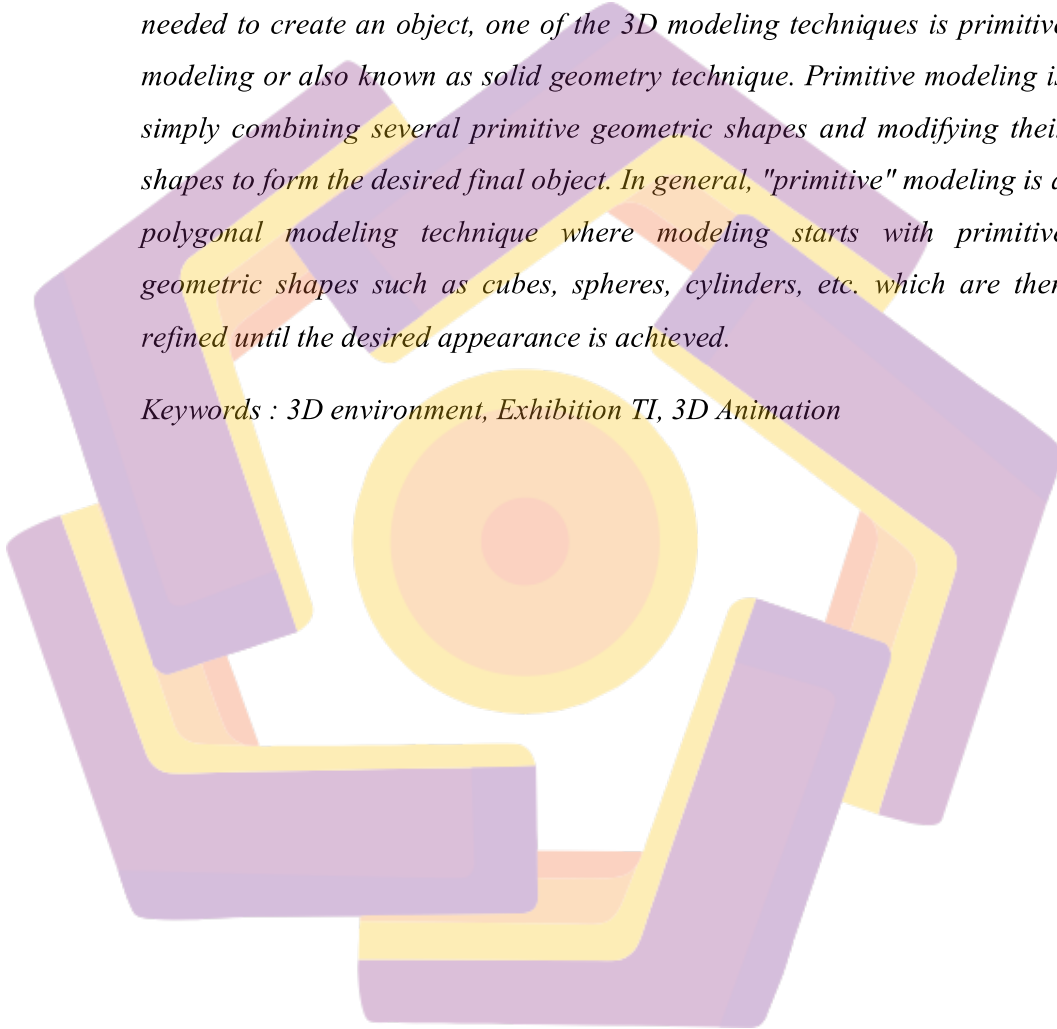 needed to create an object, one of the 3D modeling techniques is primitive
modeling or also known as solid geometry technique. Primitive modeling is
simply combining several primitive geometric shapes and modifying their
shapes to form the desired final object. In general, "primitive" modeling is a
polygonal modeling technique where modeling starts with primitive
geometric shapes such as cubes, spheres, cylinders, etc. which are then
refined until the desired appearance is achieved.
Keywords : 3D environment, Exhibition TI, 3D Animation